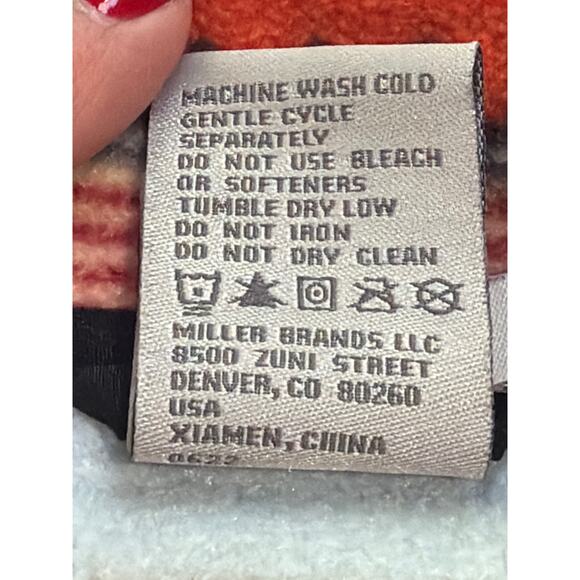 MACHINE WASH COLD
GENTLE CYCLE
SEPARATELY
DO NOT USE BLEACH
OR SOFTENERS
TUMBLE DRY LOW
DO NOT IRON
DO NOT DRY CLEAN
MILLER BRANDS LLC
8500 ZUNI STREET
DENVER, CO 80260
USA
XIAMEN, CHINA